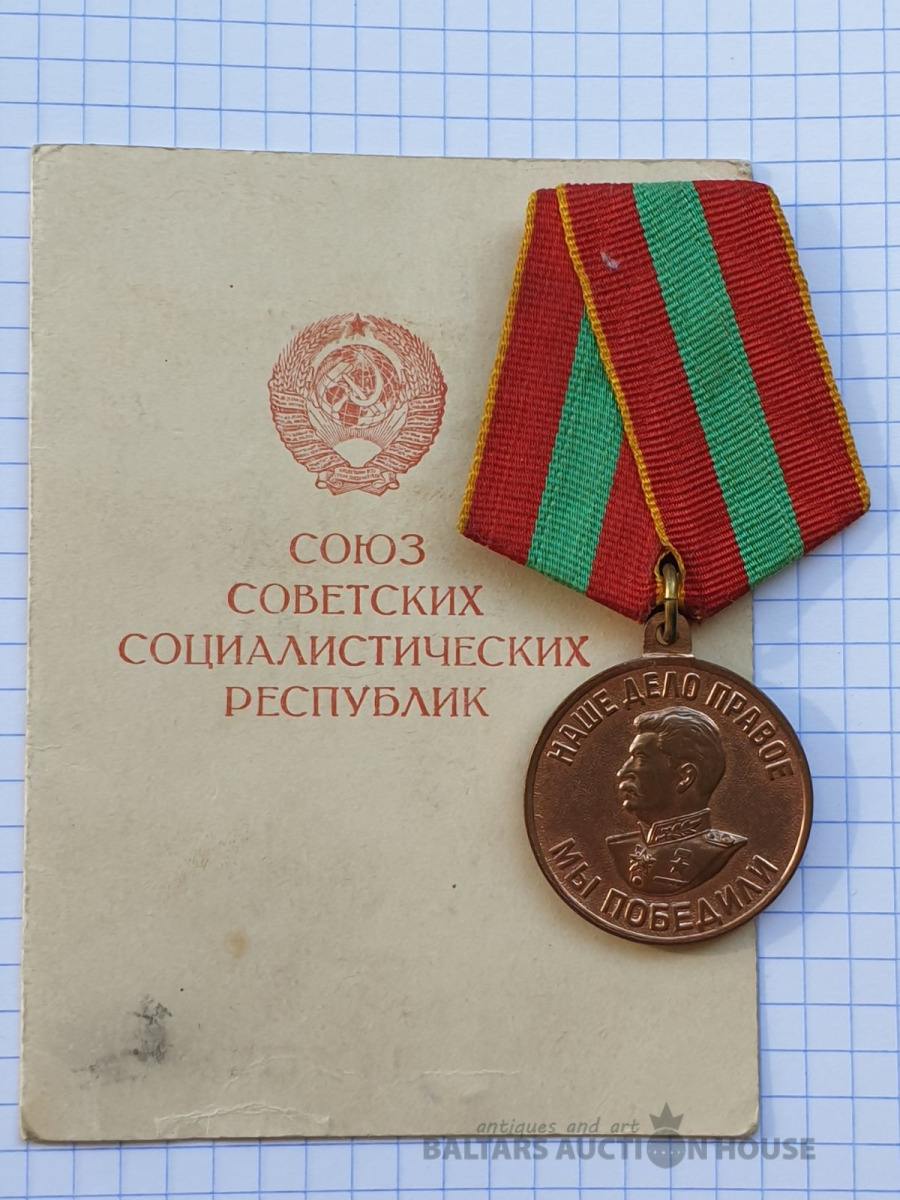 СОЮЗ
СОВЕТСКИХ
СОЦИАЛИСТИЧЕСКИХ
РЕСПУБЛИК
НАШЕ ДЕЛО ПРАВОЕ
МЫ ПОБЕДИЛИ
antiques and art
BALTARS AUCTION HOUSE